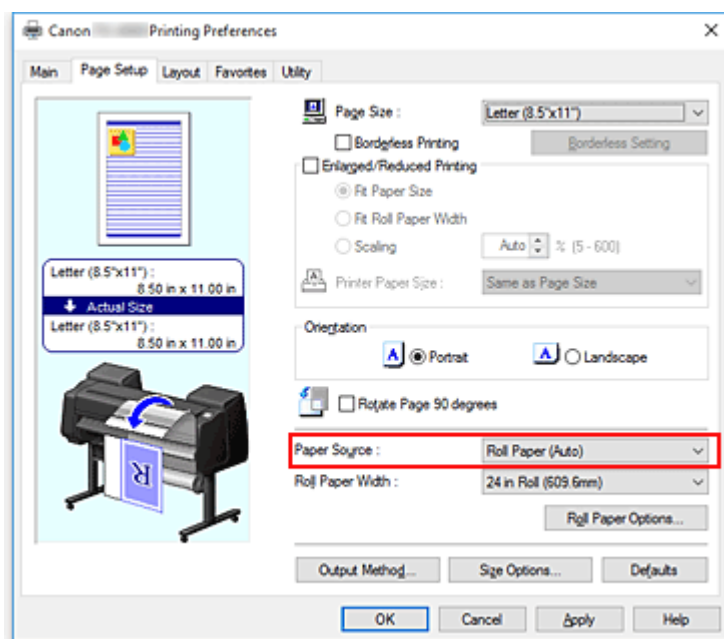 Canon Printing Preferences
Main Page Setup Layout Favorites Utility
Page Size : Letter (8.5"x11")
Borderless Printing Borderless Setting
Enlarged/Reduced Printing
Fit Paper Size
Fit Roll Paper Width
Scaling Auto % (5 - 600)
Printer Paper Size : Same as Page Size
Letter (8.5"x11") :
8.50 in x 11.00 in
Actual Size
Letter (8.5"x11") :
8.50 in x 11.00 in
Orientation
A Portrait A Landscape
Rotate Page 90 degrees
R
Paper Source : Roll Paper (Auto)
Roll Paper Width : 24 in Roll (609.6mm)
Roll Paper Options...
Output Method... Size Options... Defaults
OK Cancel Apply Help